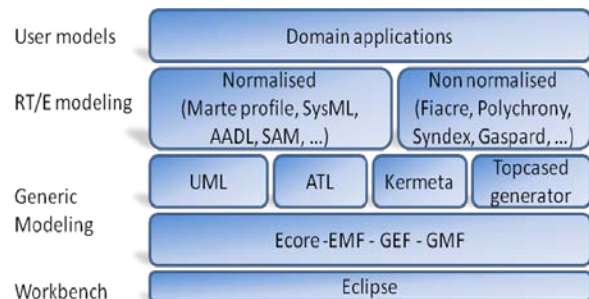 User models
Domain applications
RT/E modeling
Normalised
(Marte profile, SysML,
AADL, SAM, ...)
Non normalised
(Fiacre, Polychrony,
Syndex, Gaspard, ...)
Generic
Modeling
UML
ATL
Kermeta
Topcased
generator
Ecore -EMF - GEF - GMF
Workbench
Eclipse